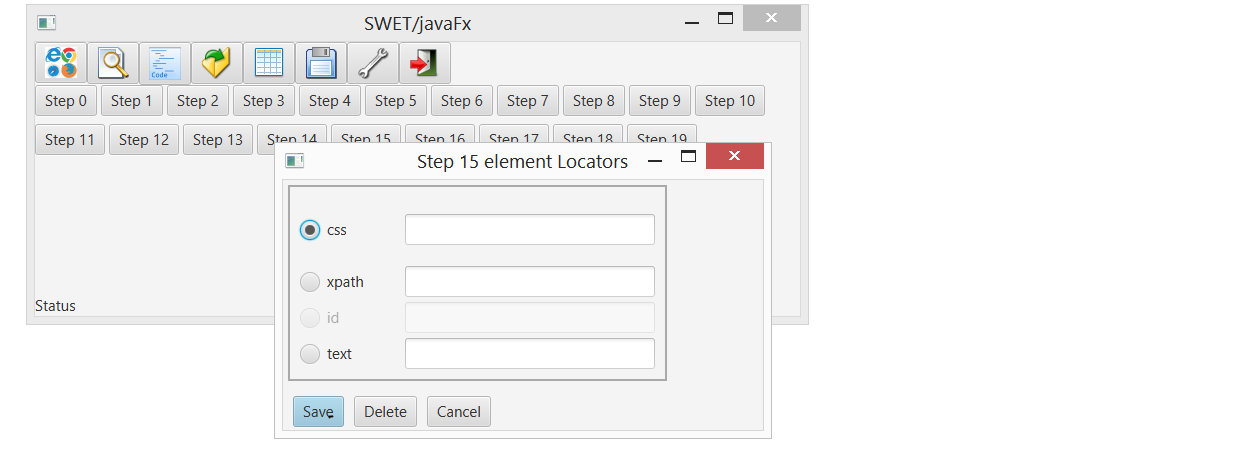 SWET/javaFx
Code
Step 0 Step 1 Step 2 Step 3 Step 4 Step 5 Step 6 Step 7 Step 8 Step 9 Step 10
Step 11 Step 12 Step 13 Step 14 Step 15 Step 16 Step 17 Step 18 Step 19
Step 15 element Locators
css
xpath
id
text
Save Delete Cancel
Status